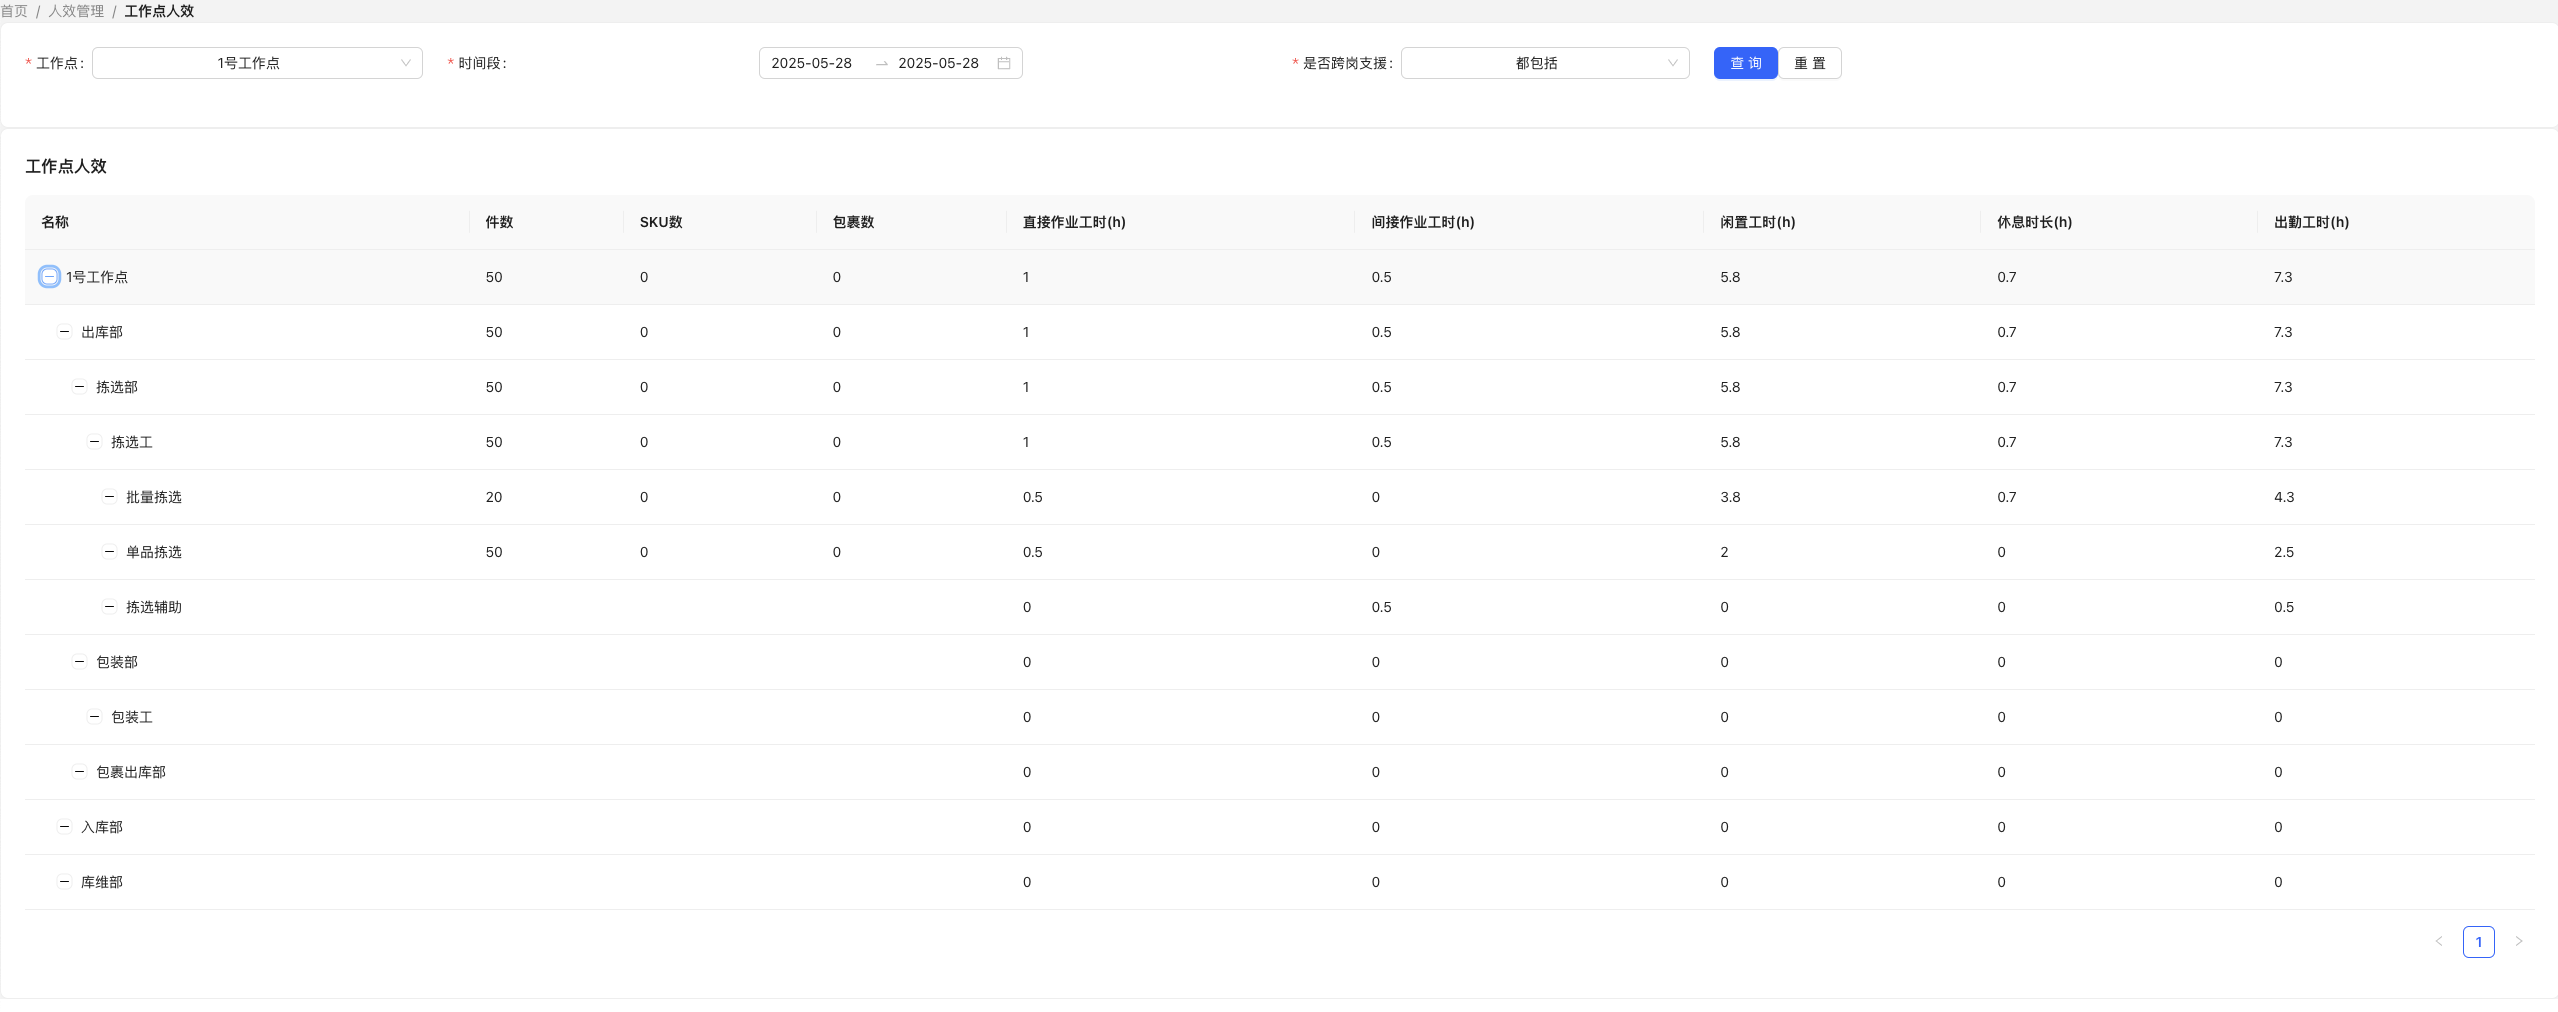 首页 / 人效管理 / 工作点人效
* 工作点: 1号工作点 * 时间段: 2025-05-28 → 2025-05-28 * 是否跨岗支援: 都包括 查 询 重 置
工作点人效
名称 件数 SKU数 包裹数 直接作业工时(h) 间接作业工时(h) 闲置工时(h) 休息时长(h) 出勤工时(h)
1号工作点 50 0 0 1 0.5 5.8 0.7 7.3
出库部 50 0 0 1 0.5 5.8 0.7 7.3
拣选部 50 0 0 1 0.5 5.8 0.7 7.3
拣选工 50 0 0 1 0.5 5.8 0.7 7.3
批量拣选 20 0 0 0.5 0 3.8 0.7 4.3
单品拣选 50 0 0 0.5 0 2 0 2.5
拣选辅助 0 0.5 0 0 0.5
包装部 0 0 0 0 0
包装工 0 0 0 0 0
包裹出库部 0 0 0 0 0
入库部 0 0 0 0 0
库维部 0 0 0 0 0
< 1 >